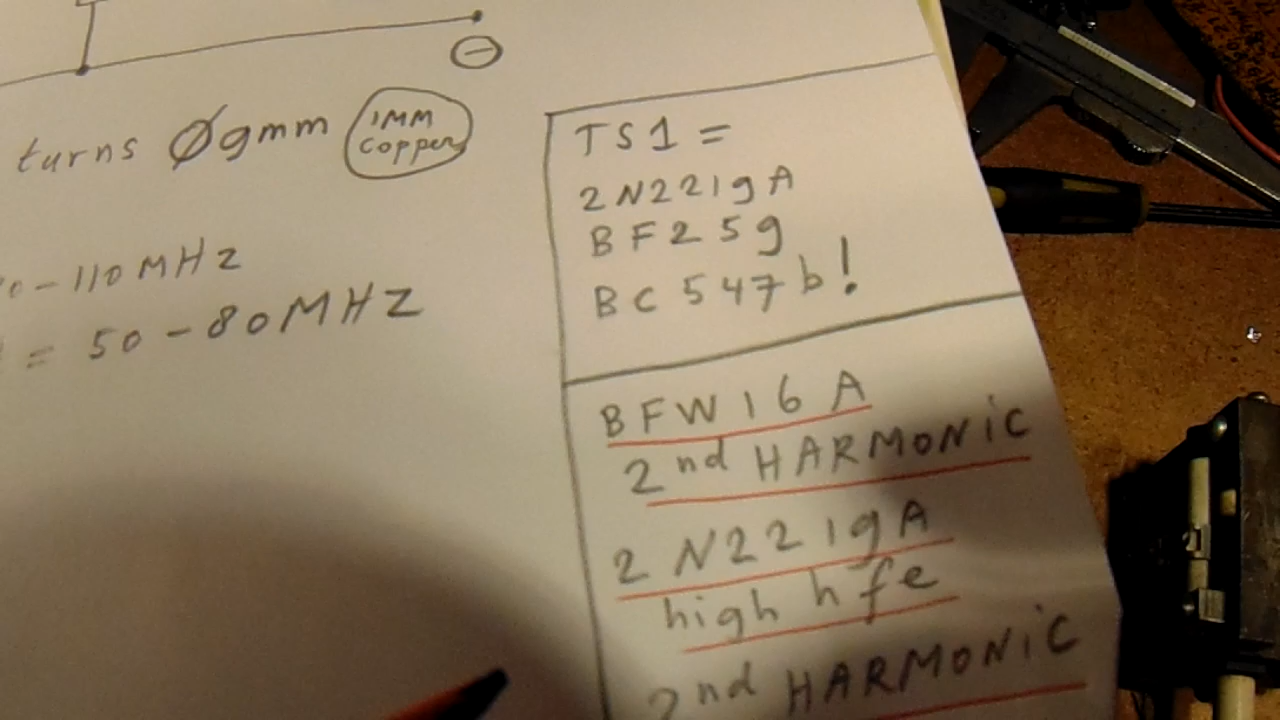 ⊖
turns Ø9mm (1MM copper)
0-110MHz
= 50-80MHZ
TS1 =
2N2219A
BF259
BC547b!
BFW16A
2nd HARMONiC
2N2219A
high hfe
2nd HARMONiC